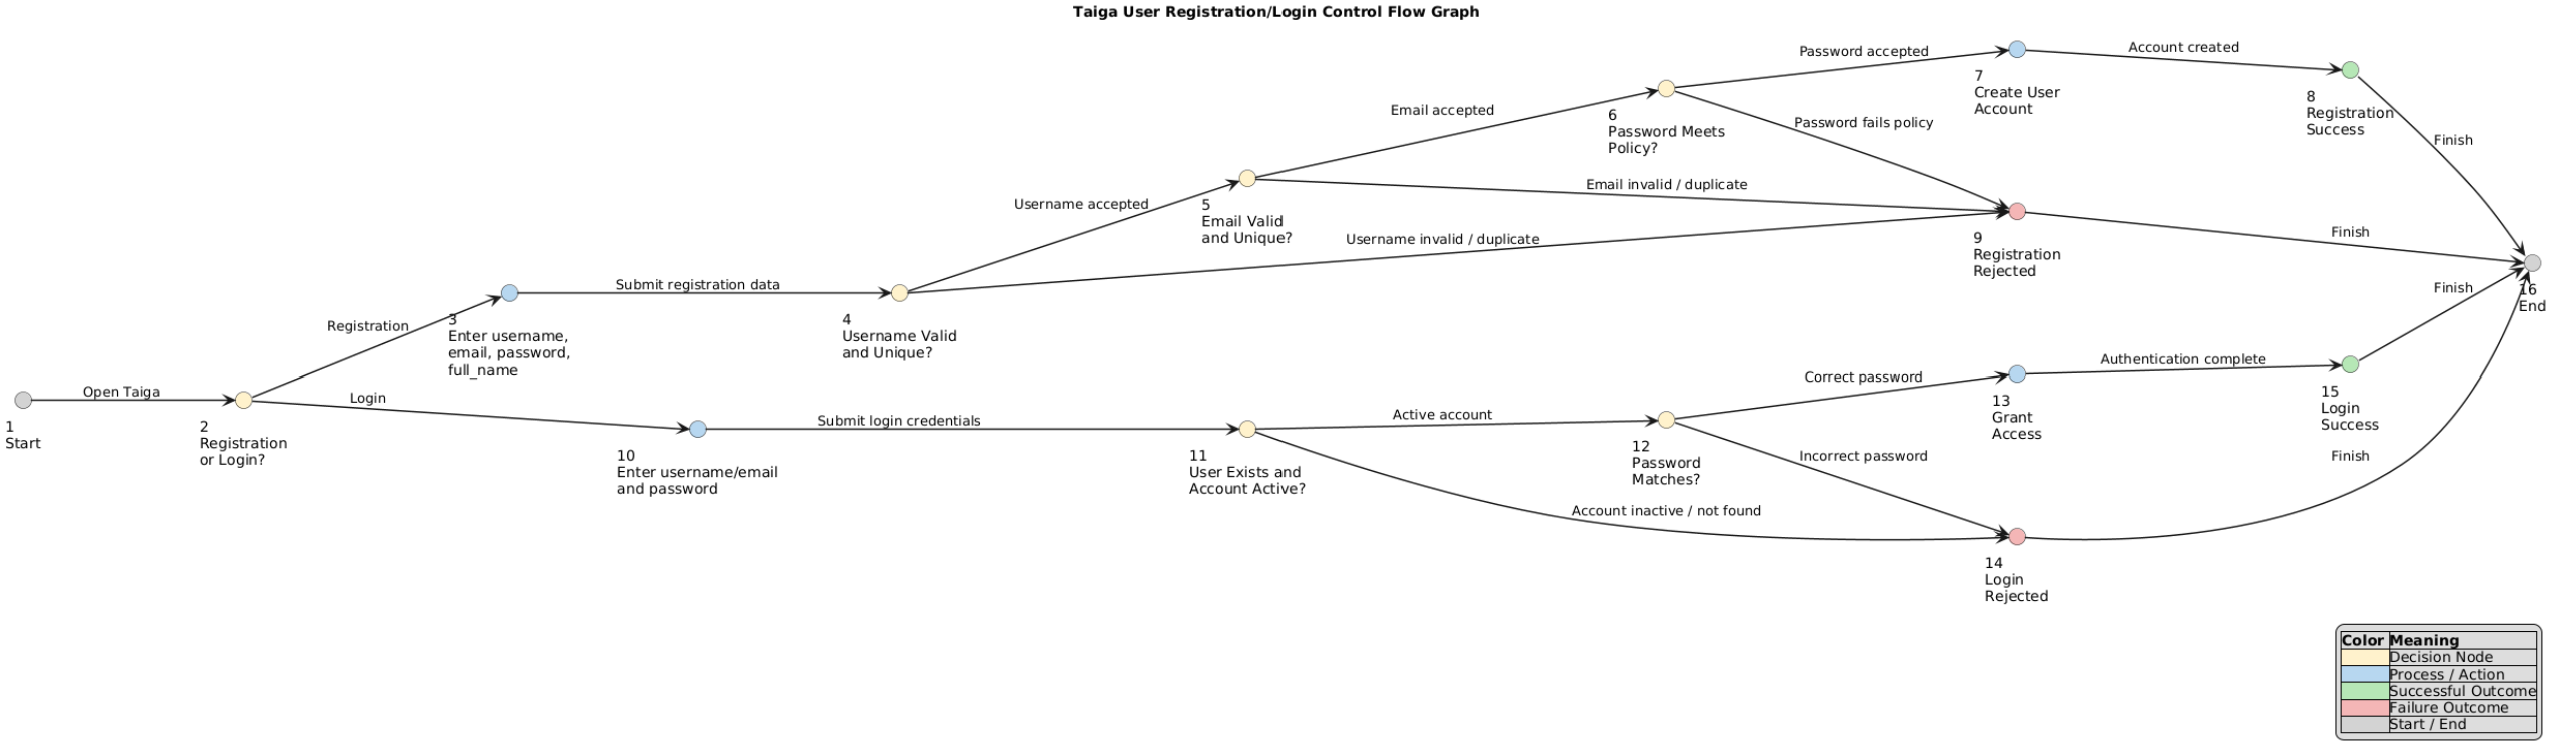 Taiga User Registration/Login Control Flow Graph
Password accepted
Account created
7
Create User
Account
8
Registration
Success
Email accepted
6
Password Meets
Policy?
Password fails policy
Finish
Username accepted
5
Email Valid
and Unique?
Email invalid / duplicate
Username invalid / duplicate
9
Registration
Rejected
Finish
Registration
3
Enter username,
email, password,
full_name
Submit registration data
4
Username Valid
and Unique?
Finish
16
End
Open Taiga
1
Start
2
Registration
or Login?
Login
10
Enter username/email
and password
Submit login credentials
11
User Exists and
Account Active?
Active account
12
Password
Matches?
Correct password
13
Grant
Access
Authentication complete
15
Login
Success
Incorrect password
Account inactive / not found
14
Login
Rejected
Finish
Color Meaning
Decision Node
Process / Action
Successful Outcome
Failure Outcome
Start / End